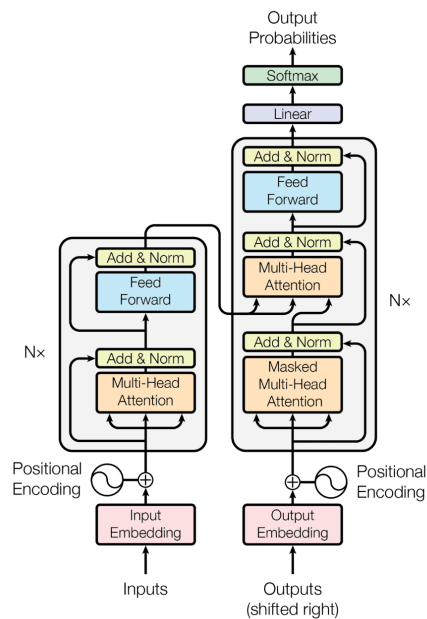 Output
Probabilities
Softmax
Linear
Add & Norm
Feed
Forward
Add & Norm
Multi-Head
Attention
Add & Norm
Masked
Multi-Head
Attention
N×
Positional
Encoding
Output
Embedding
Outputs
(shifted right)
Add & Norm
Feed
Forward
N×
Add & Norm
Multi-Head
Attention
Positional
Encoding
Input
Embedding
Inputs